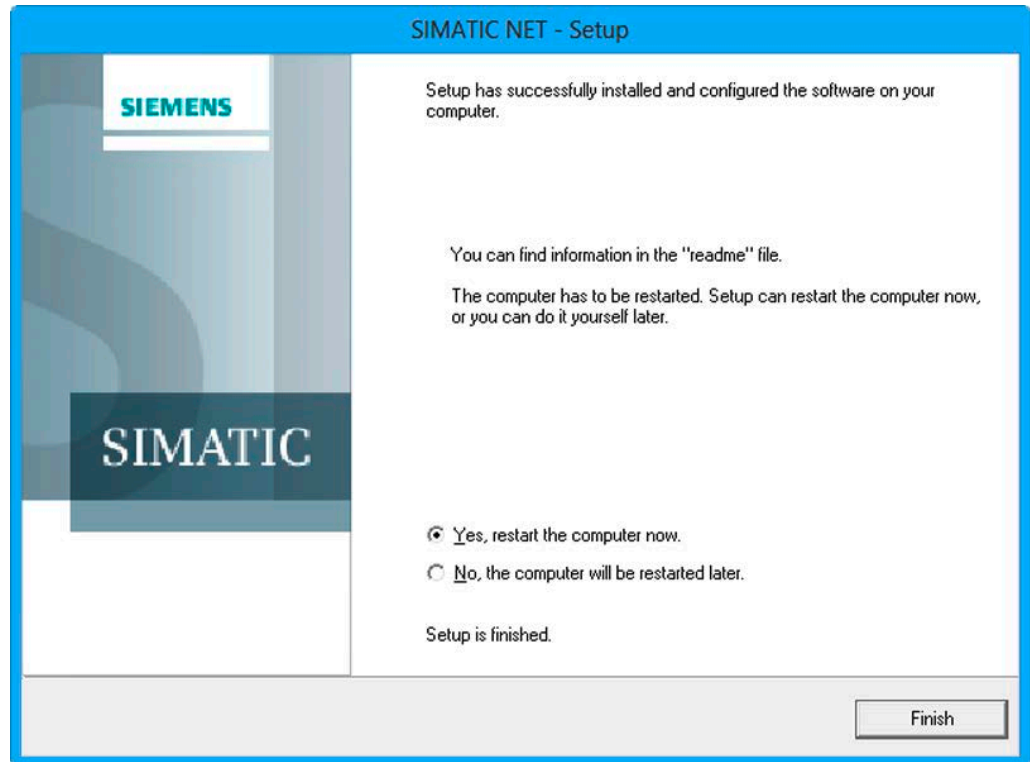 SIMATIC NET - Setup
SIEMENS
SIMATIC
Setup has successfully installed and configured the software on your
computer.
You can find information in the "readme" file.
The computer has to be restarted. Setup can restart the computer now,
or you can do it yourself later.
Yes, restart the computer now.
No, the computer will be restarted later.
Setup is finished.
Finish